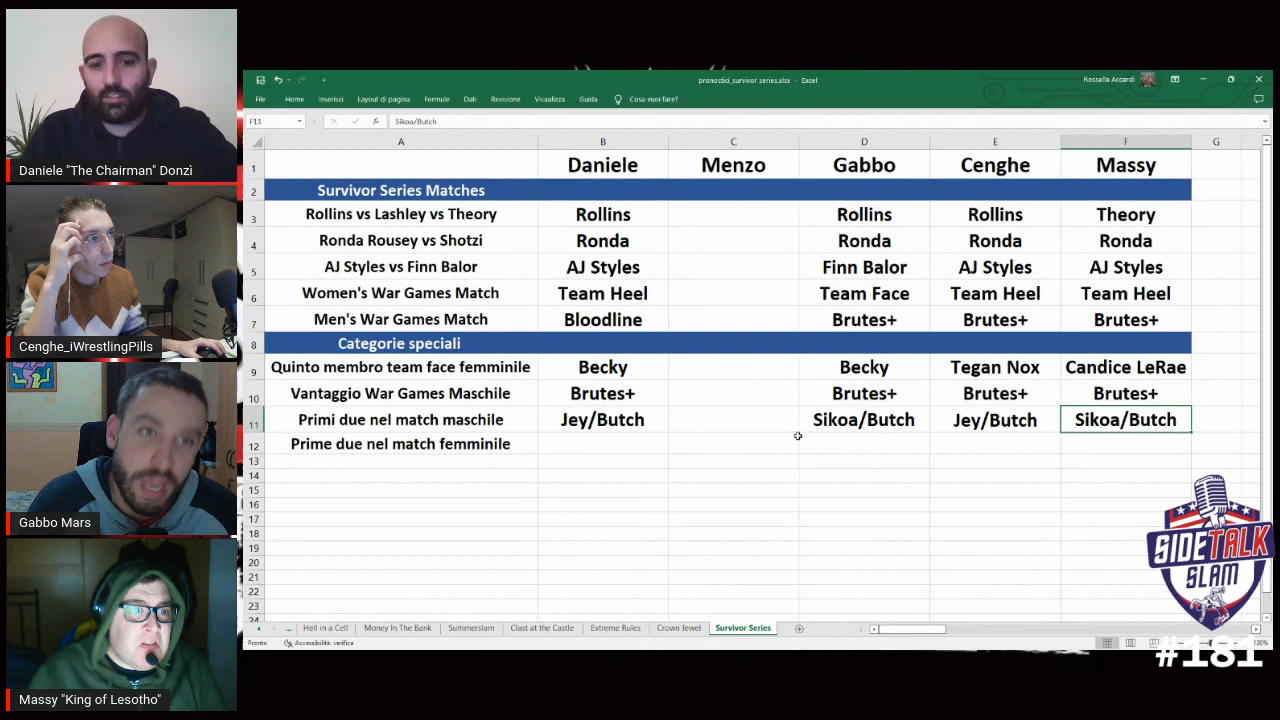 Daniele "The Chairman" Donzì
Cenghe_iWrestlingPills
Gabbo Mars
Massy "King of Lesotho"
pronostici_survivor series.xlsx - Excel
Rossella Accardi
File Home Inserisci Layout di pagina Formule Dati Revisione Visualizza Guida Cosa vuoi fare?
F11 fx Sikoa/Butch
A B C D E F G
1 Daniele Menzo Gabbo Cenghe Massy
2 Survivor Series Matches
3 Rollins vs Lashley vs Theory Rollins Rollins Rollins Theory
4 Ronda Rousey vs Shotzi Ronda Ronda Ronda Ronda
5 AJ Styles vs Finn Balor AJ Styles Finn Balor AJ Styles AJ Styles
6 Women's War Games Match Team Heel Team Face Team Heel Team Heel
7 Men's War Games Match Bloodline Brutes+ Brutes+ Brutes+
8 Categorie speciali
9 Quinto membro team face femminile Becky Becky Tegan Nox Candice LeRae
10 Vantaggio War Games Maschile Brutes+ Brutes+ Brutes+ Brutes+
11 Primi due nel match maschile Jey/Butch Sikoa/Butch Jey/Butch Sikoa/Butch
12 Prime due nel match femminile
13
14
15
16
17
18
19
20
21
22
23
24
... Hell in a Cell Money In The Bank Summerslam Clast at the Castle Extreme Rules Crown Jewel Survivor Series
Pronto Accessibilità: verifica
SIDETALK
SLAM
#181